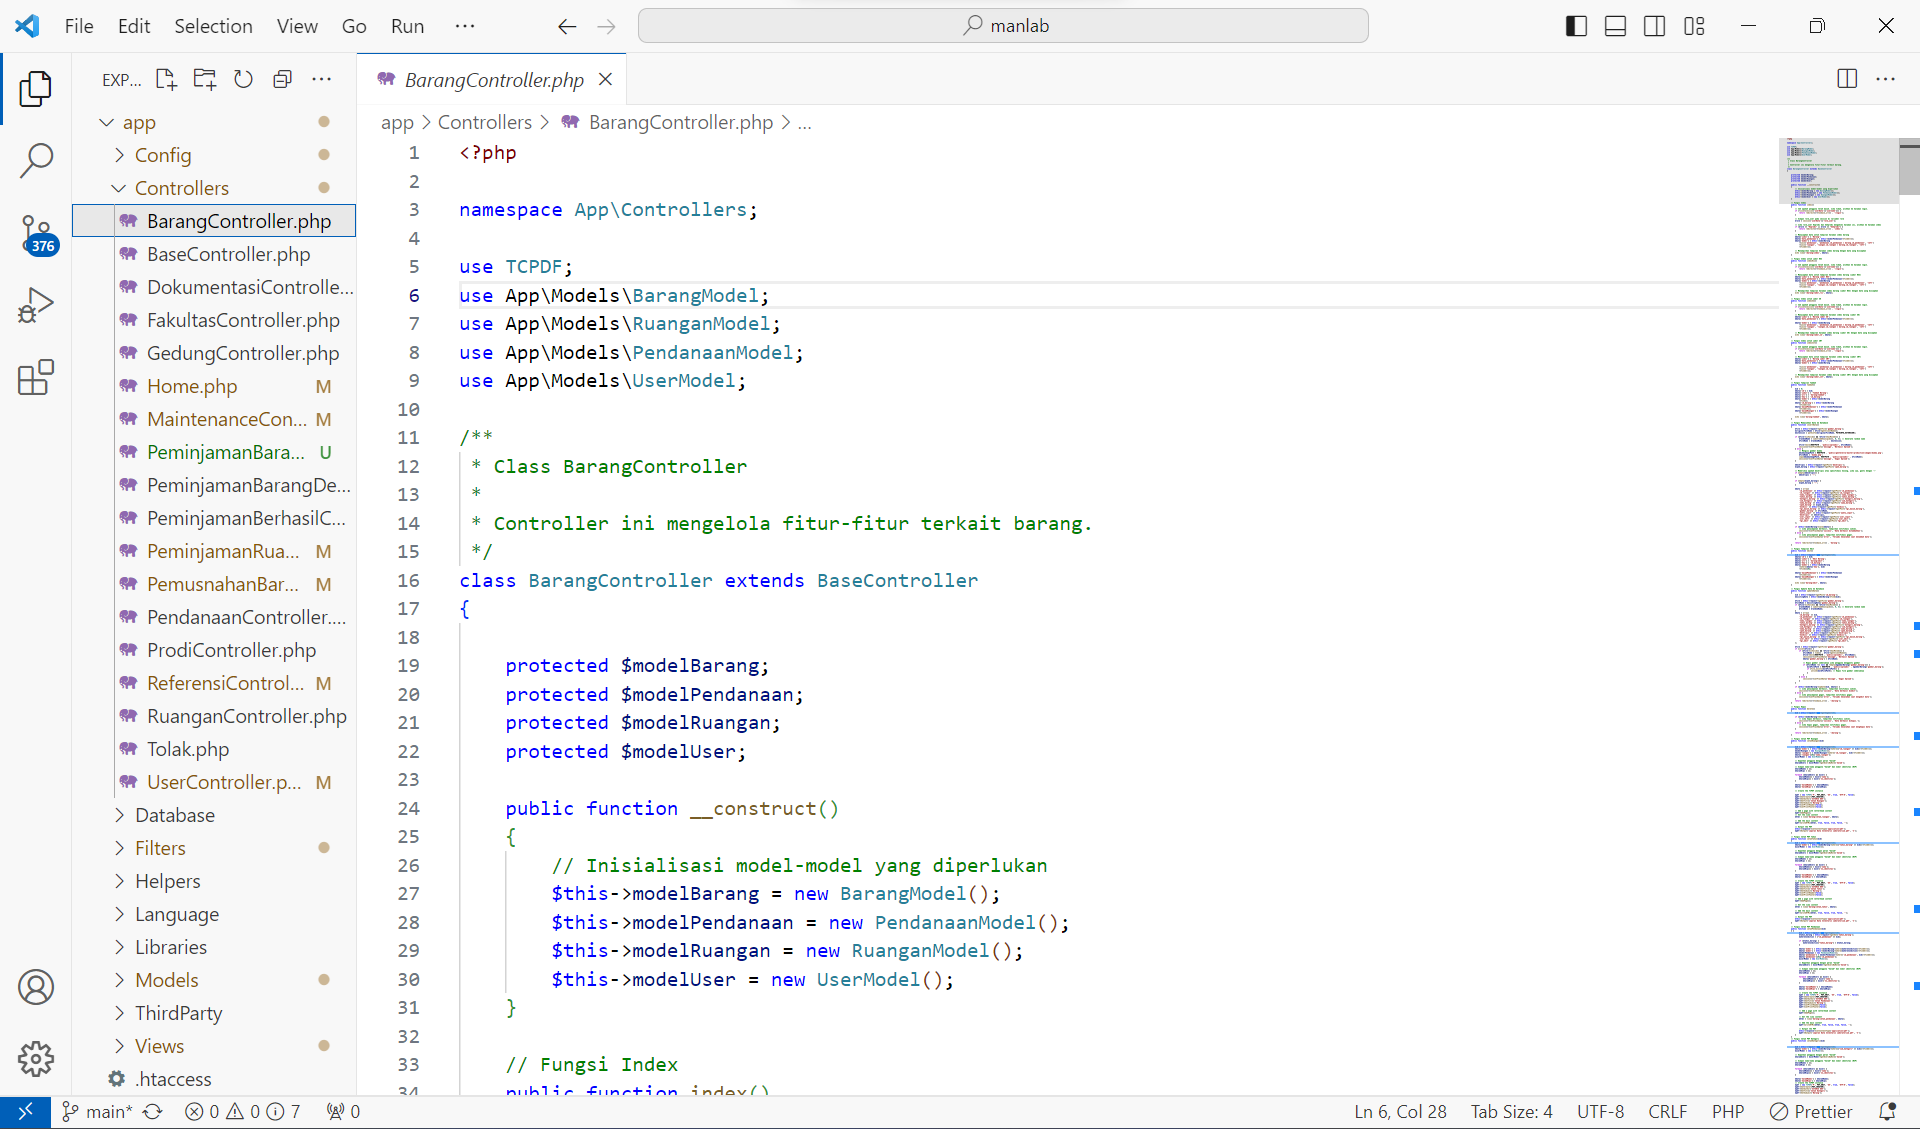 File Edit Selection View Go Run ···
manlab
EXP...
BarangController.php
app > Controllers > BarangController.php > ...
app
Config
Controllers
BarangController.php
BaseController.php
DokumentasiControlle...
FakultasController.php
GedungController.php
Home.php M
MaintenanceCon... M
PeminjamanBara... U
PeminjamanBarangDe...
PeminjamanBerhasilC...
PeminjamanRua... M
PemusnahanBar... M
PendanaanController....
ProdiController.php
ReferensiControl... M
RuanganController.php
Tolak.php
UserController.p... M
Database
Filters
Helpers
Language
Libraries
Models
ThirdParty
Views
.htaccess
376
1 <?php
2
3 namespace App\Controllers;
4
5 use TCPDF;
6 use App\Models\BarangModel;
7 use App\Models\RuanganModel;
8 use App\Models\PendanaanModel;
9 use App\Models\UserModel;
10
11 /**
12 * Class BarangController
13 *
14 * Controller ini mengelola fitur-fitur terkait barang.
15 */
16 class BarangController extends BaseController
17 {
18
19 protected $modelBarang;
20 protected $modelPendanaan;
21 protected $modelRuangan;
22 protected $modelUser;
23
24 public function __construct()
25 {
26 // Inisialisasi model-model yang diperlukan
27 $this->modelBarang = new BarangModel();
28 $this->modelPendanaan = new PendanaanModel();
29 $this->modelRuangan = new RuanganModel();
30 $this->modelUser = new UserModel();
31 }
32
33 // Fungsi Index
34 public function index()
main* 0 0 7 0
Ln 6, Col 28 Tab Size: 4 UTF-8 CRLF PHP Prettier